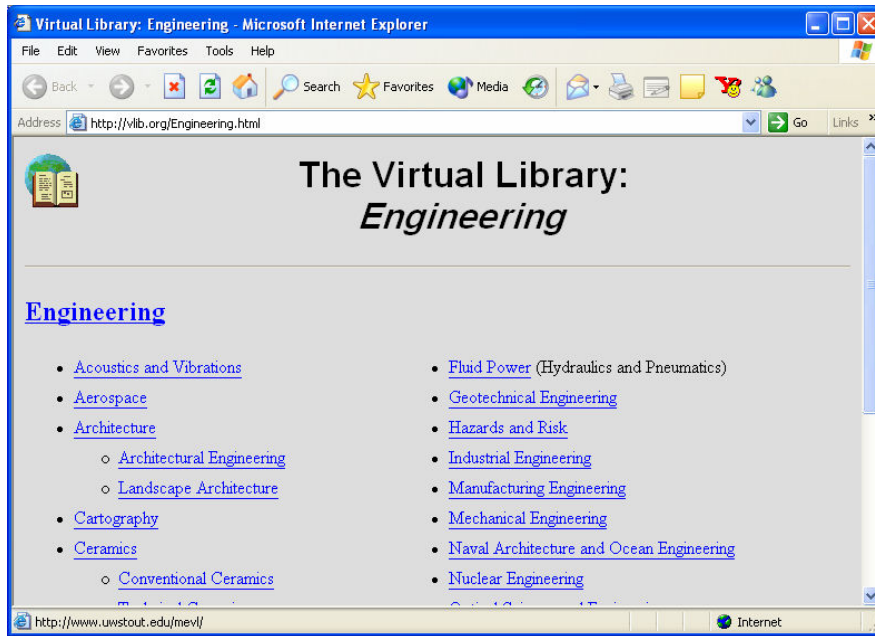 Virtual Library: Engineering - Microsoft Internet Explorer
File Edit View Favorites Tools Help
Back Search Favorites Media
Address http://vlib.org/Engineering.html Go Links »
The Virtual Library:
Engineering
Engineering
• Acoustics and Vibrations
• Aerospace
• Architecture
○ Architectural Engineering
○ Landscape Architecture
• Cartography
• Ceramics
○ Conventional Ceramics
• Fluid Power (Hydraulics and Pneumatics)
• Geotechnical Engineering
• Hazards and Risk
• Industrial Engineering
• Manufacturing Engineering
• Mechanical Engineering
• Naval Architecture and Ocean Engineering
• Nuclear Engineering
http://www.uwstout.edu/mevl/ Internet